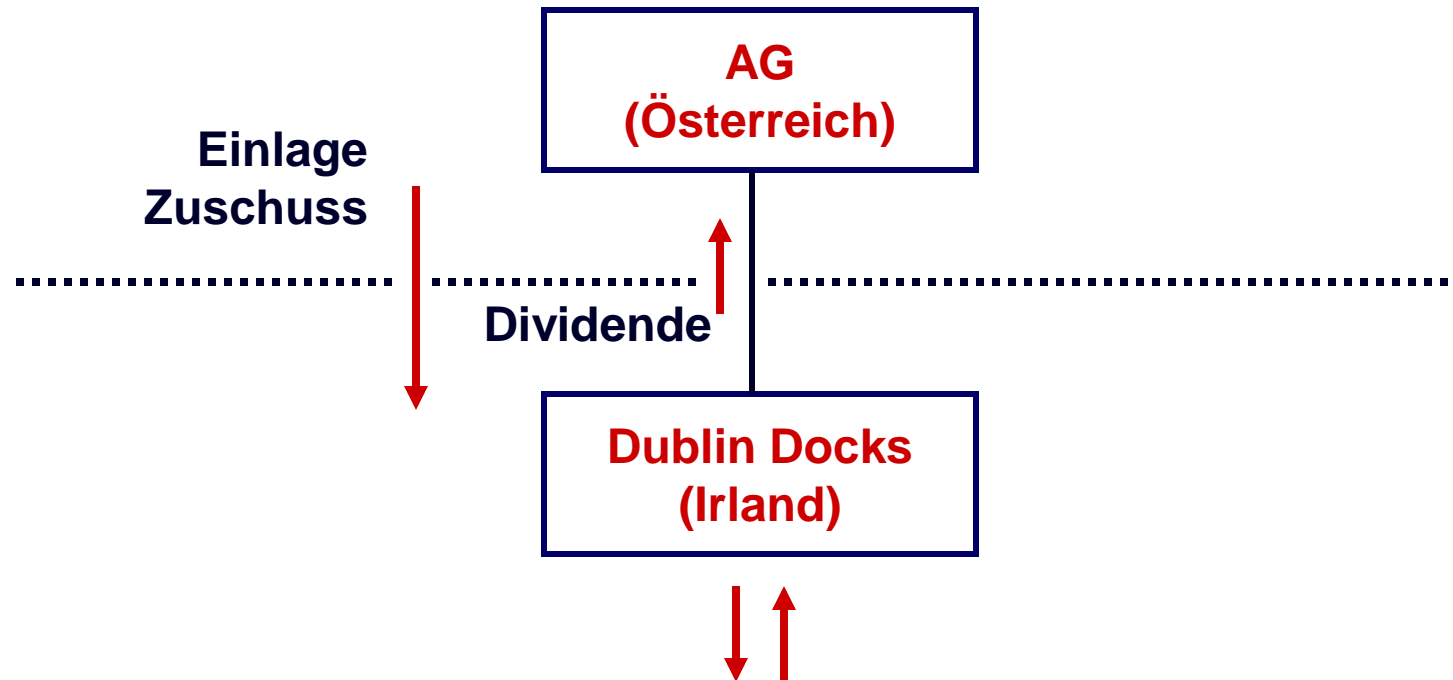 AG
(Österreich)
Einlage
Zuschuss
Dividende
Dublin Docks
(Irland)